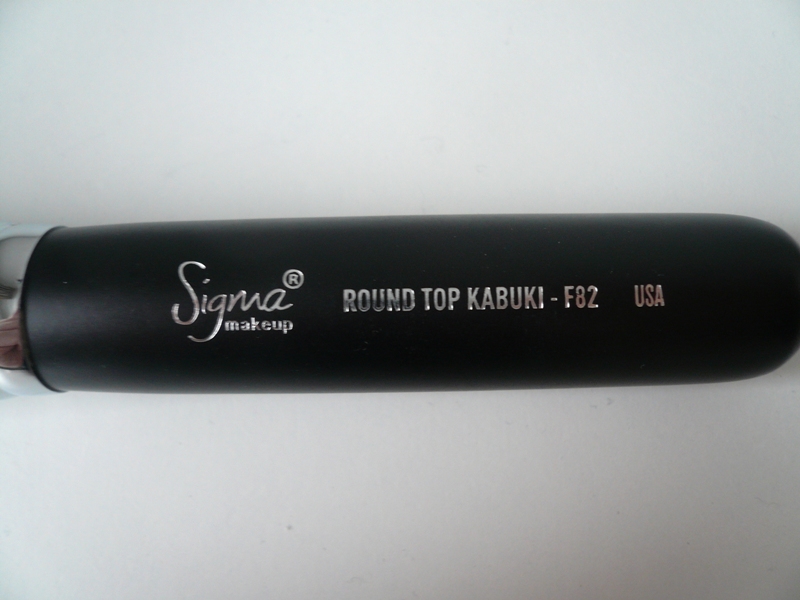 Sigma®
makeup
ROUND TOP KABUKI - F82 USA